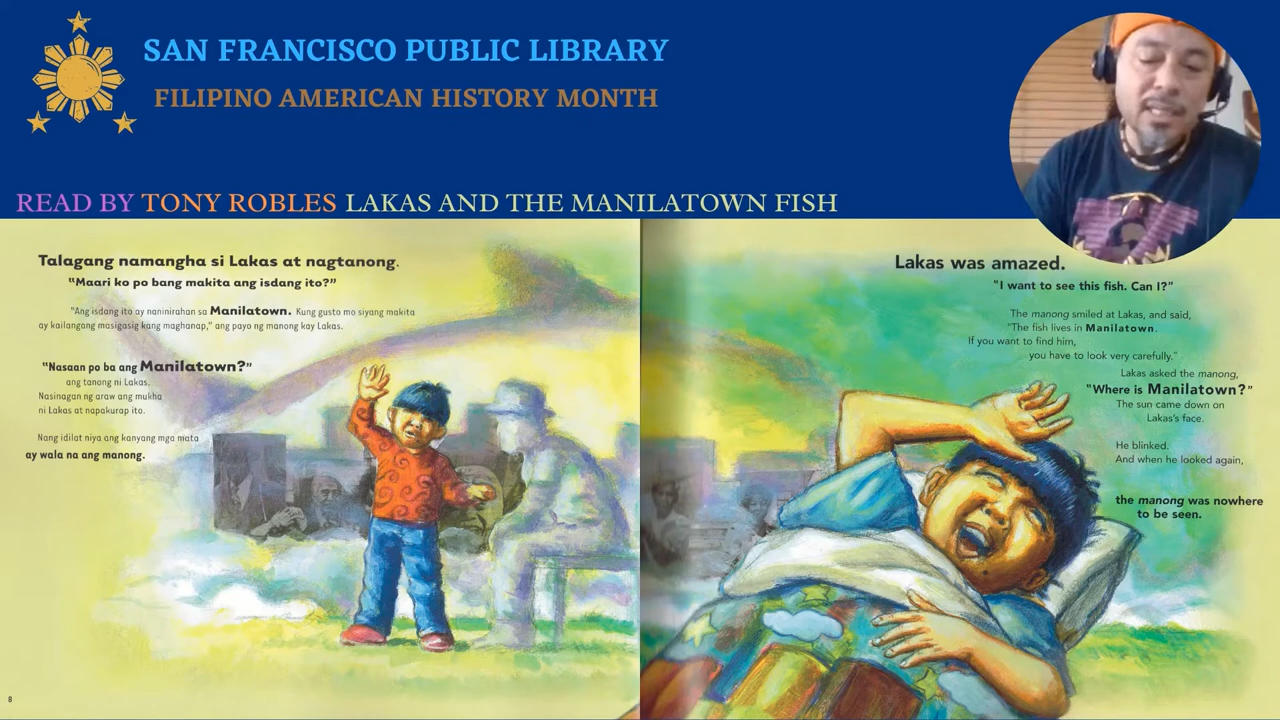 SAN FRANCISCO PUBLIC LIBRARY
FILIPINO AMERICAN HISTORY MONTH
READ BY TONY ROBLES LAKAS AND THE MANILATOWN FISH
Talagang namangha si Lakas at nagtanong.
"Maari ko po bang makita ang isdang ito?"
"Ang isdang ito ay naninirahan sa Manilatown. Kung gusto mo siyang makita
ay kailangang masigasig kang maghanap," ang payo ng manong kay Lakas.
"Nasaan po ba ang Manilatown?"
ang tanong ni Lakas.
Nasinagan ng araw ang mukha
ni Lakas at napakurap ito.
Nang idilat niya ang kanyang mga mata
ay wala na ang manong.
8
Lakas was amazed.
"I want to see this fish. Can I?"
The manong smiled at Lakas, and said,
"The fish lives in Manilatown.
If you want to find him,
you have to look very carefully."
Lakas asked the manong,
"Where is Manilatown?"
The sun came down on
Lakas's face.
He blinked.
And when he looked again,
the manong was nowhere
to be seen.